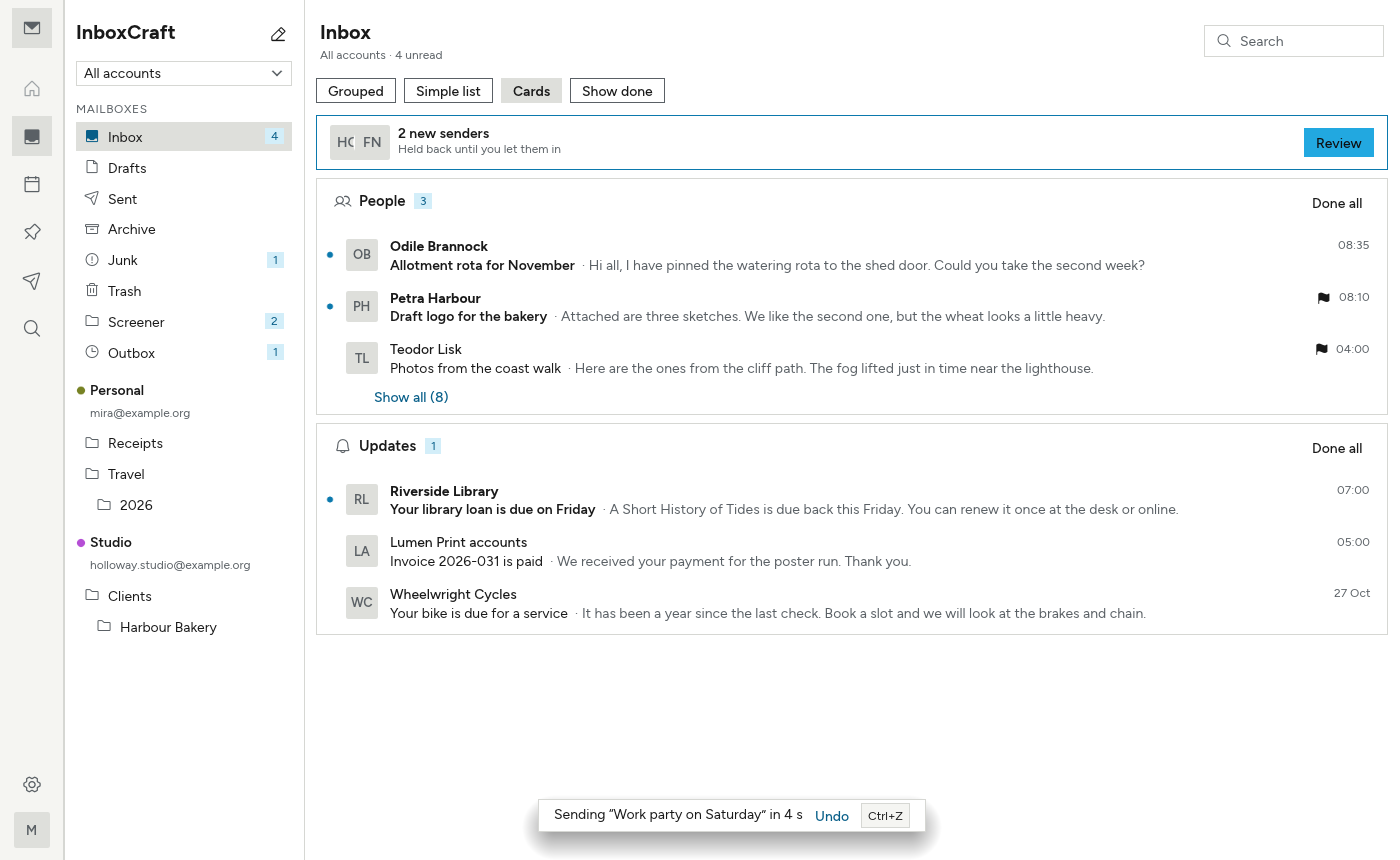 InboxCraft
All accounts
MAILBOXES
Inbox 4
Drafts
Sent
Archive
Junk 1
Trash
Screener 2
Outbox 1
Personal
mira@example.org
Receipts
Travel
2026
Studio
holloway.studio@example.org
Clients
Harbour Bakery
M
Inbox
All accounts · 4 unread
Search
Grouped Simple list Cards Show done
FN
2 new senders
Held back until you let them in
Review
People 3
Done all
OB
Odile Brannock 08:35
Allotment rota for November · Hi all, I have pinned the watering rota to the shed door. Could you take the second week?
PH
Petra Harbour 08:10
Draft logo for the bakery · Attached are three sketches. We like the second one, but the wheat looks a little heavy.
TL
Teodor Lisk 04:00
Photos from the coast walk · Here are the ones from the cliff path. The fog lifted just in time near the lighthouse.
Show all (8)
Updates 1
Done all
RL
Riverside Library 07:00
Your library loan is due on Friday · A Short History of Tides is due back this Friday. You can renew it once at the desk or online.
LA
Lumen Print accounts 05:00
Invoice 2026-031 is paid · We received your payment for the poster run. Thank you.
WC
Wheelwright Cycles 27 Oct
Your bike is due for a service · It has been a year since the last check. Book a slot and we will look at the brakes and chain.
Sending “Work party on Saturday” in 4 s Undo Ctrl+Z